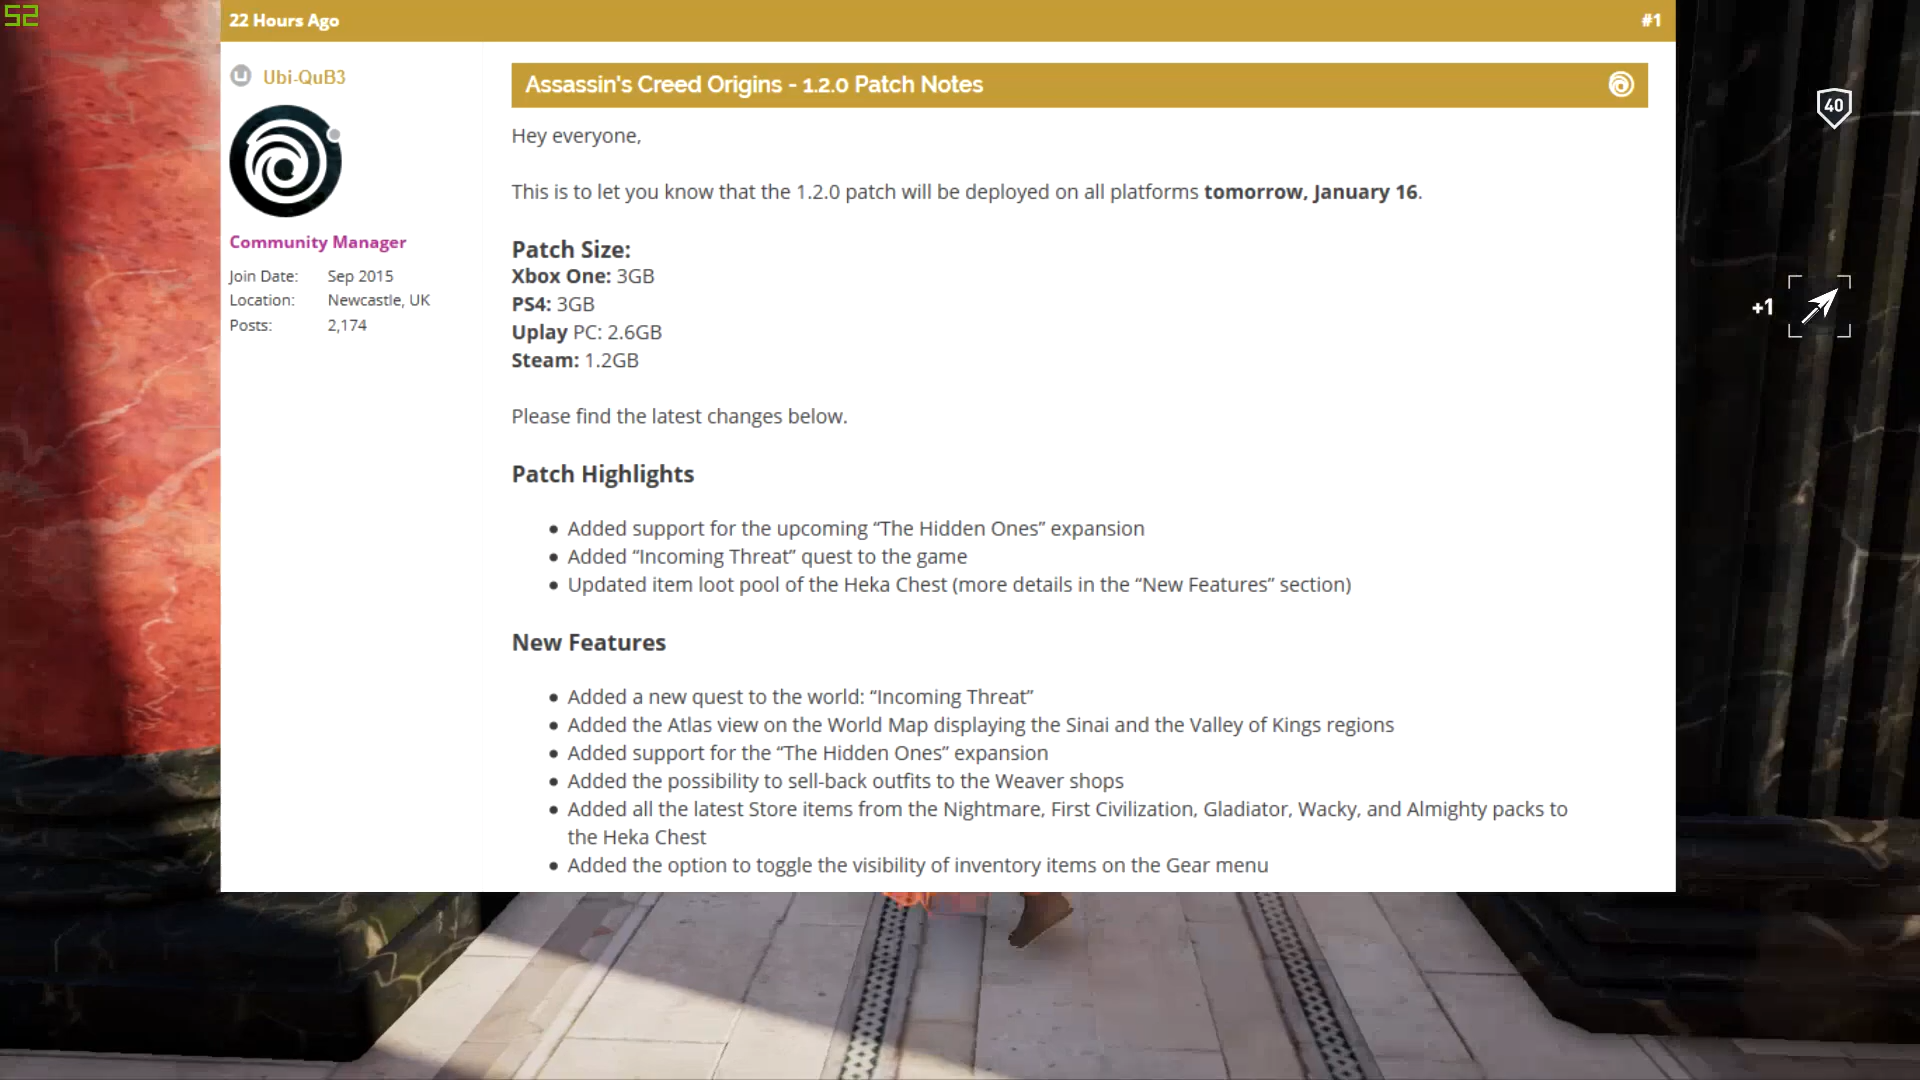 52
22 Hours Ago
#1
Ubi-QuB3
Community Manager
Join Date: Sep 2015
Location: Newcastle, UK
Posts: 2,174
Assassin's Creed Origins - 1.2.0 Patch Notes
Hey everyone,
This is to let you know that the 1.2.0 patch will be deployed on all platforms tomorrow, January 16.
Patch Size:
Xbox One: 3GB
PS4: 3GB
Uplay PC: 2.6GB
Steam: 1.2GB
Please find the latest changes below.
Patch Highlights
• Added support for the upcoming “The Hidden Ones” expansion
• Added “Incoming Threat” quest to the game
• Updated item loot pool of the Heka Chest (more details in the “New Features” section)
New Features
• Added a new quest to the world: “Incoming Threat”
• Added the Atlas view on the World Map displaying the Sinai and the Valley of Kings regions
• Added support for the “The Hidden Ones” expansion
• Added the possibility to sell-back outfits to the Weaver shops
• Added all the latest Store items from the Nightmare, First Civilization, Gladiator, Wacky, and Almighty packs to
the Heka Chest
• Added the option to toggle the visibility of inventory items on the Gear menu
40
+1